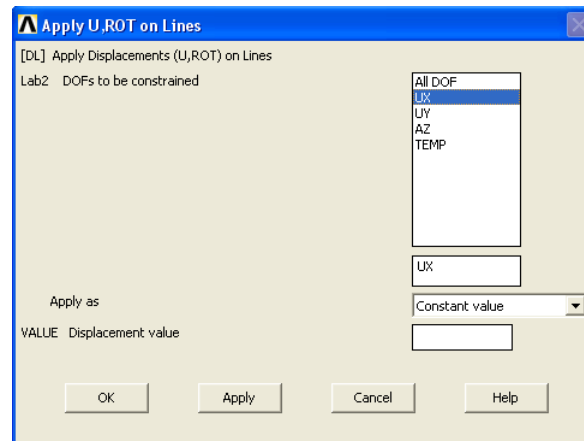 Apply U,ROT on Lines
[DL] Apply Displacements (U,ROT) on Lines
Lab2 DOFs to be constrained
All DOF
UX
UY
AZ
TEMP
UX
Apply as
Constant value
VALUE Displacement value
OK
Apply
Cancel
Help